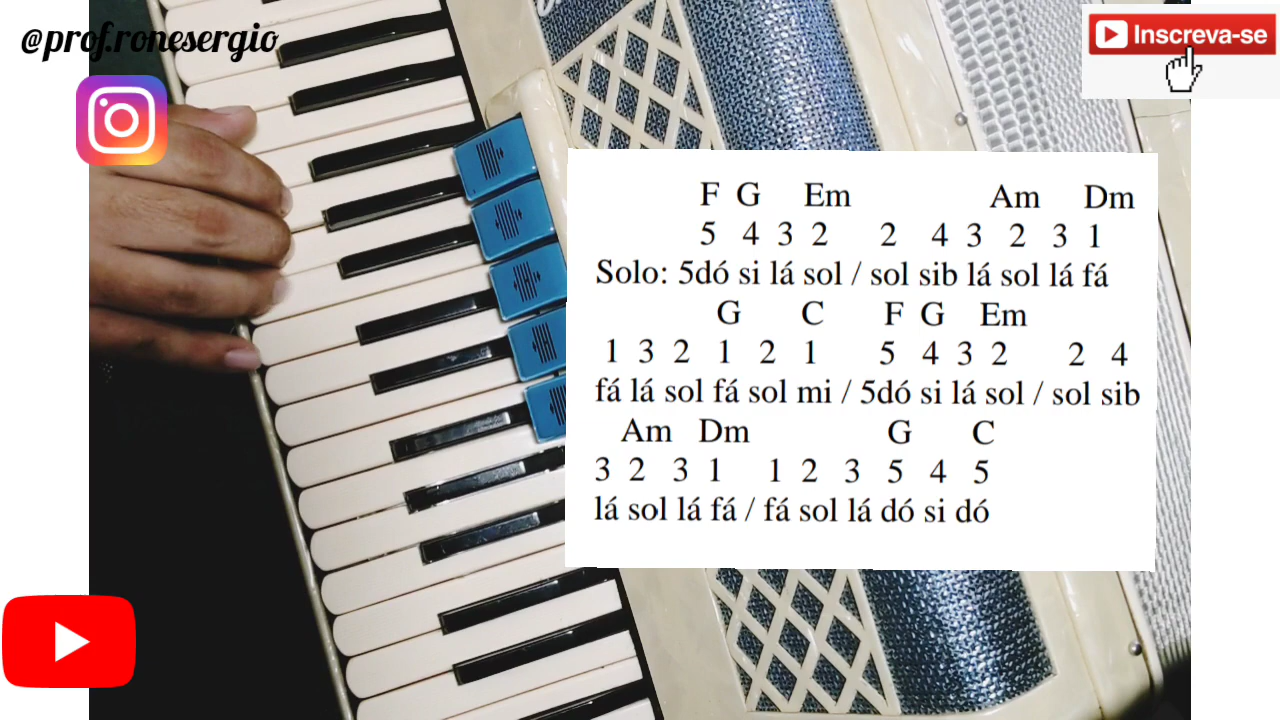 @prof.ronesergio
Inscreva-se
F G Em Am Dm
5 4 3 2 2 4 3 2 3 1
Solo: 5dó si lá sol / sol sib lá sol lá fá
G C F G Em
1 3 2 1 2 1 5 4 3 2 2 4
fá lá sol fá sol mi / 5dó si lá sol / sol sib
Am Dm G C
3 2 3 1 1 2 3 5 4 5
lá sol lá fá / fá sol lá dó si dó